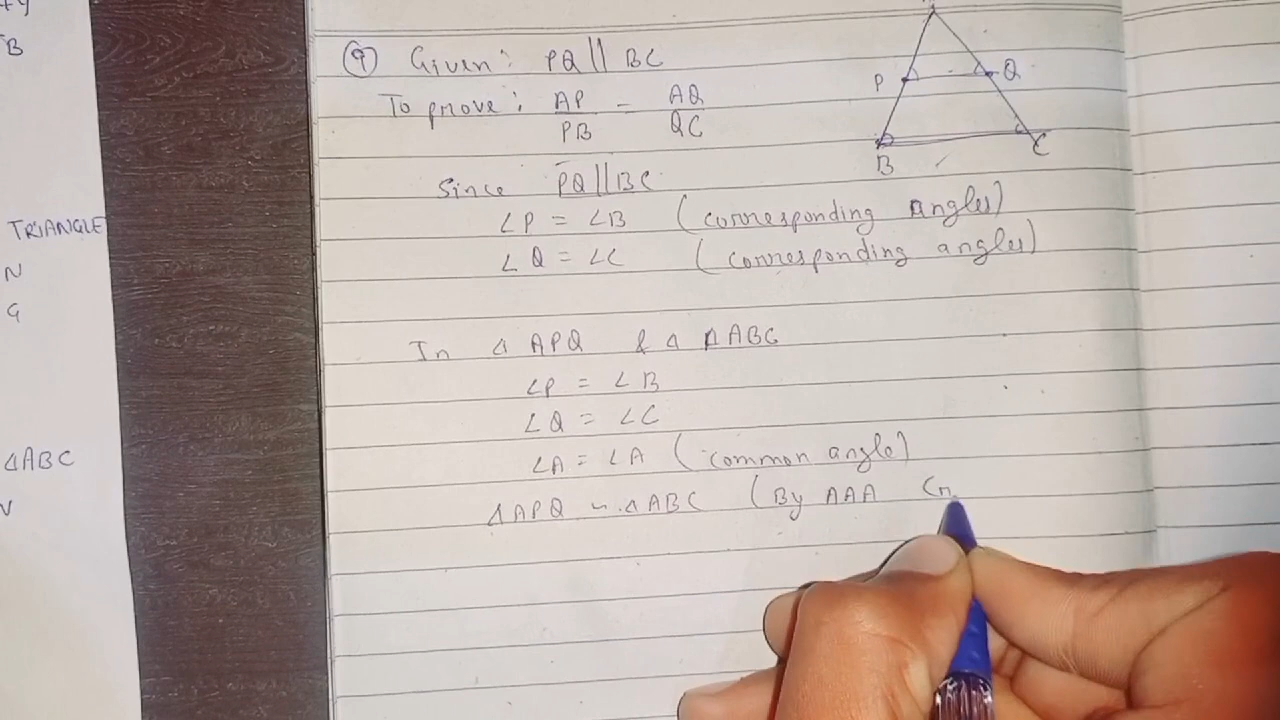 B
TRIANGLE
N
G
△ABC
V
(9) Given: PQ || BC
To prove: AP/PB = AQ/QC
P
Q
B
C
Since PQ || BC
∠P = ∠B (corresponding Angles)
∠Q = ∠C (corresponding angles)
In △ APQ & △ ABC
∠P = ∠B
∠Q = ∠C
∠A = ∠A (common angle)
△APQ ~ △ABC (By AAA Cr